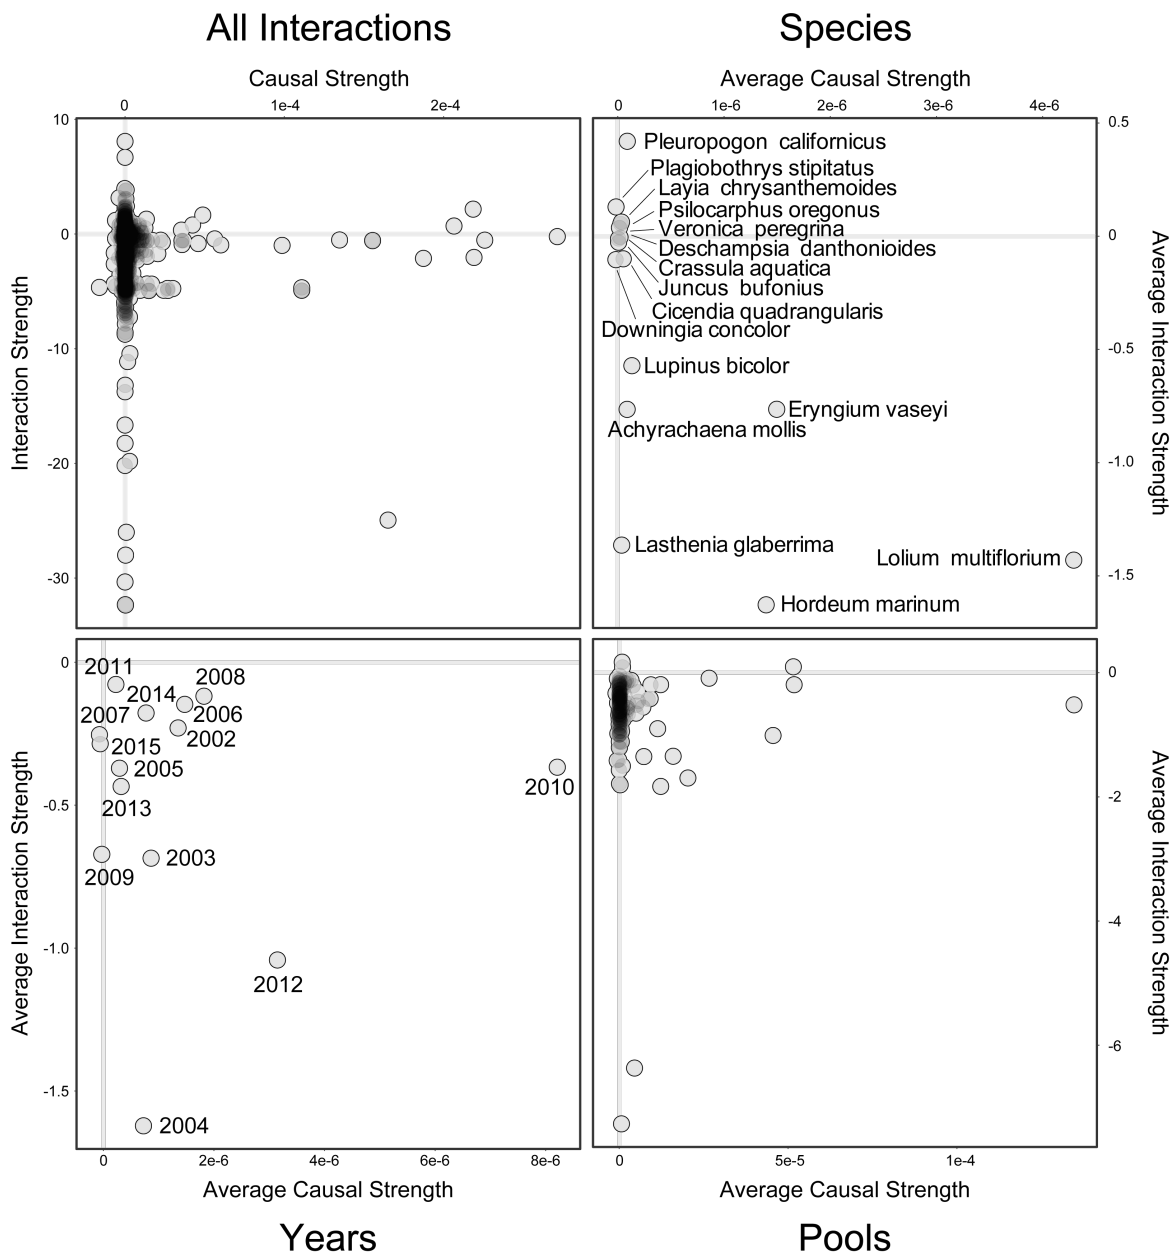 All Interactions
Species
Causal Strength
Average Causal Strength
0
1e-4
2e-4
0
1e-6
2e-6
3e-6
4e-6
10
0
-10
-20
-30
Interaction Strength
Pleuropogon californicus
Plagiobothrys stipitatus
Layia chrysanthemoides
Psilocarphus oregonus
Veronica peregrina
Deschampsia danthonioides
Crassula aquatica
Juncus bufonius
Cicendia quadrangularis
Downingia concolor
Lupinus bicolor
Eryngium vaseyi
Achyrachaena mollis
Lasthenia glaberrima
Lolium multiflorium
Hordeum marinum
0.5
0
-0.5
-1.0
-1.5
Average Interaction Strength
0
-0.5
-1.0
-1.5
Average Interaction Strength
2011
2008
2014
2007
2006
2002
2015
2005
2010
2013
2003
2009
2012
2004
0
2e-6
4e-6
6e-6
8e-6
Average Causal Strength
Years
0
-2
-4
-6
Average Interaction Strength
0
5e-5
1e-4
Average Causal Strength
Pools